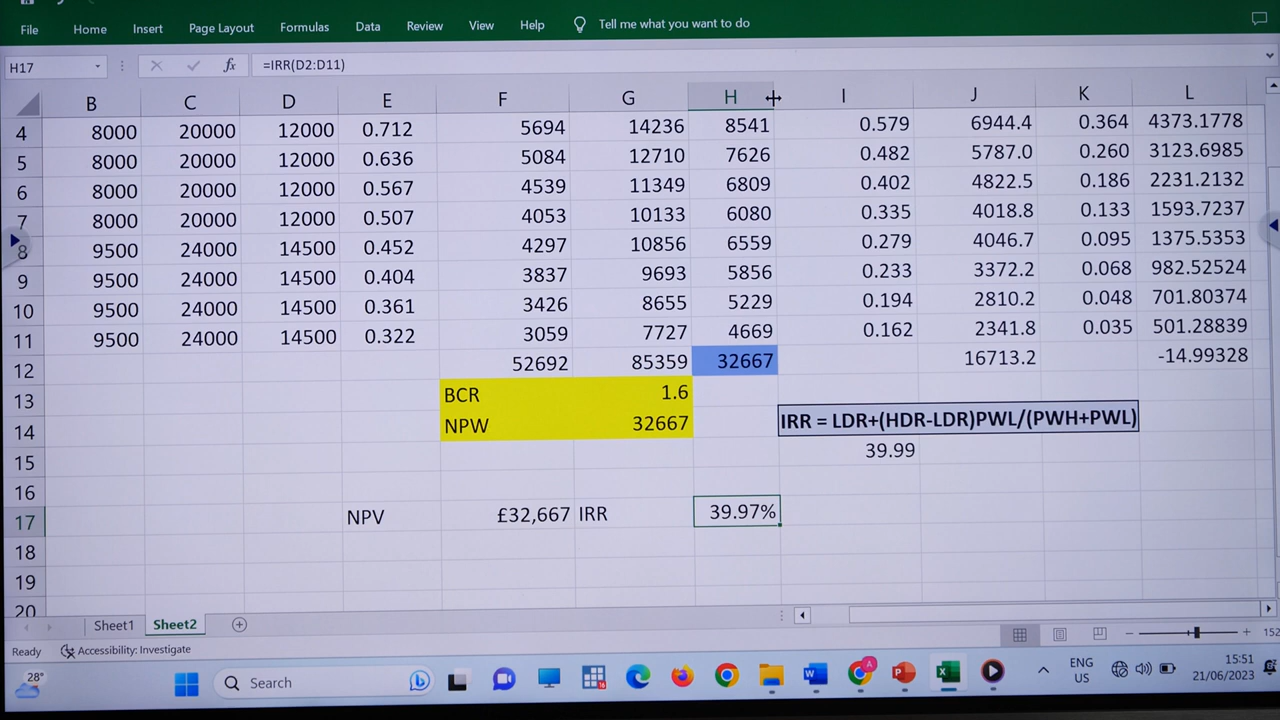 File Home Insert Page Layout Formulas Data Review View Help Tell me what you want to do
H17 fx =IRR(D2:D11)
B C D E F G H I J K L
4 8000 20000 12000 0.712 5694 14236 8541 0.579 6944.4 0.364 4373.1778
5 8000 20000 12000 0.636 5084 12710 7626 0.482 5787.0 0.260 3123.6985
6 8000 20000 12000 0.567 4539 11349 6809 0.402 4822.5 0.186 2231.2132
7 8000 20000 12000 0.507 4053 10133 6080 0.335 4018.8 0.133 1593.7237
8 9500 24000 14500 0.452 4297 10856 6559 0.279 4046.7 0.095 1375.5353
9 9500 24000 14500 0.404 3837 9693 5856 0.233 3372.2 0.068 982.52524
10 9500 24000 14500 0.361 3426 8655 5229 0.194 2810.2 0.048 701.80374
11 9500 24000 14500 0.322 3059 7727 4669 0.162 2341.8 0.035 501.28839
12 52692 85359 32667 16713.2 -14.99328
13 BCR 1.6
14 NPW 32667 IRR = LDR+(HDR-LDR)PWL/(PWH+PWL)
15 39.99
16
17 NPV £32,667 IRR 39.97%
18
19
20
Sheet1 Sheet2
Ready Accessibility: Investigate 152
28° Search ENG US 15:51
21/06/2023